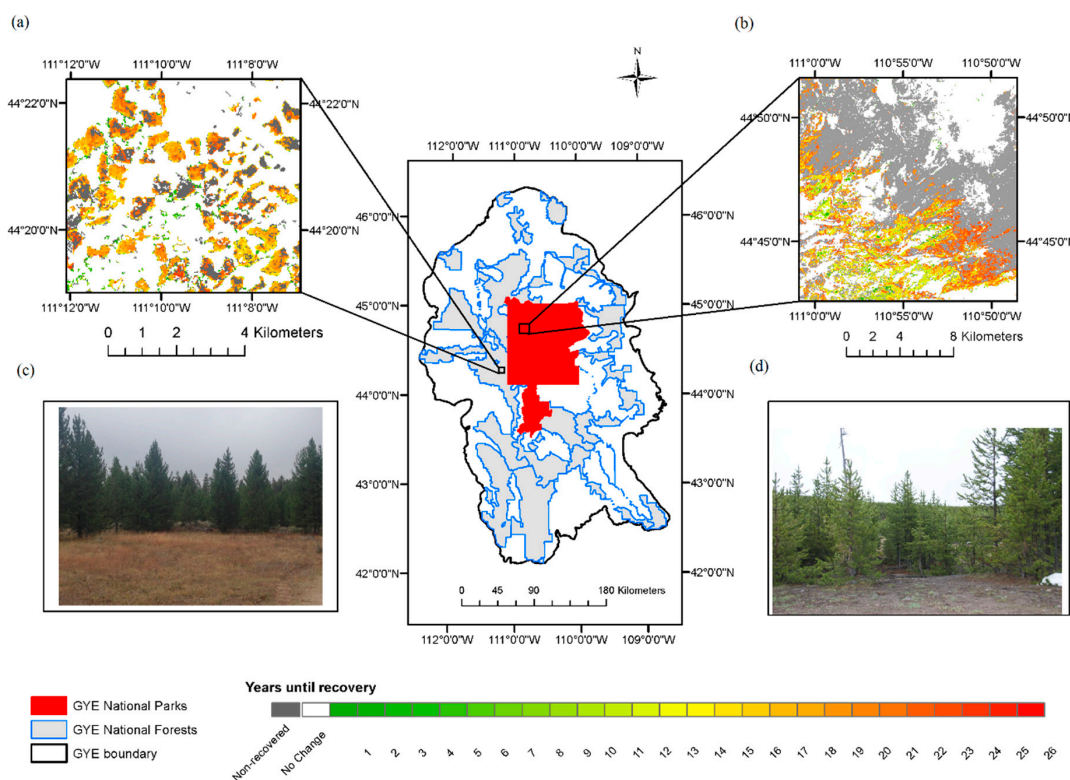 (a)
111°12'0"W 111°10'0"W 111°8'0"W
44°22'0"N
44°22'0"N
44°20'0"N
44°20'0"N
111°12'0"W 111°10'0"W 111°8'0"W
0 1 2 4 Kilometers
N
(b)
111°0'0"W 110°55'0"W 110°50'0"W
44°50'0"N
44°50'0"N
44°45'0"N
44°45'0"N
111°0'0"W 110°55'0"W 110°50'0"W
0 2 4 8 Kilometers
112°0'0"W 111°0'0"W 110°0'0"W 109°0'0"W
46°0'0"N
46°0'0"N
45°0'0"N
45°0'0"N
44°0'0"N
44°0'0"N
43°0'0"N
43°0'0"N
42°0'0"N
42°0'0"N
0 45 90 180 Kilometers
112°0'0"W 111°0'0"W 110°0'0"W 109°0'0"W
(c)
(d)
GYE National Parks
GYE National Forests
GYE boundary
Years until recovery
Non-recovered
No Change
1 2 3 4 5 6 7 8 9 10 11 12 13 14 15 16 17 18 19 20 21 22 23 24 25 26